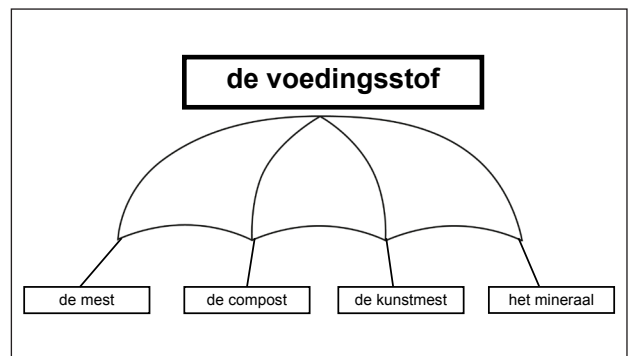 de voedingsstof
de mest
de compost
de kunstmest
het mineraal